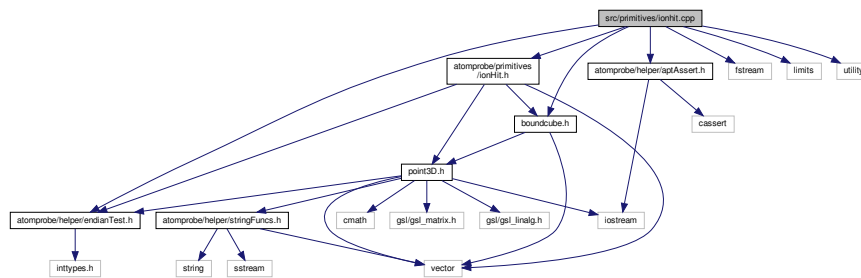 src/primitives/ionhit.cpp
atomprobe/primitives
/ionHit.h
atomprobe/helper/aptAssert.h
fstream
limits
utility
boundcube.h
cassert
point3D.h
atomprobe/helper/endianTest.h
atomprobe/helper/stringFuncs.h
cmath
gsl/gsl_matrix.h
gsl/gsl_linalg.h
iostream
inttypes.h
string
sstream
vector